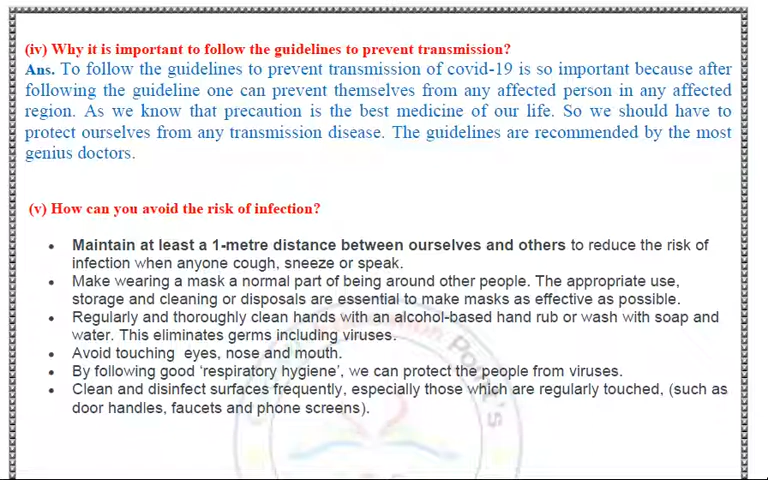 (iv) Why it is important to follow the guidelines to prevent transmission?
Ans. To follow the guidelines to prevent transmission of covid-19 is so important because after
following the guideline one can prevent themselves from any affected person in any affected
region. As we know that precaution is the best medicine of our life. So we should have to
protect ourselves from any transmission disease. The guidelines are recommended by the most
genius doctors.
(v) How can you avoid the risk of infection?
• Maintain at least a 1-metre distance between ourselves and others to reduce the risk of
infection when anyone cough, sneeze or speak.
• Make wearing a mask a normal part of being around other people. The appropriate use,
storage and cleaning or disposals are essential to make masks as effective as possible.
• Regularly and thoroughly clean hands with an alcohol-based hand rub or wash with soap and
water. This eliminates germs including viruses.
• Avoid touching eyes, nose and mouth.
• By following good ‘respiratory hygiene’, we can protect the people from viruses.
• Clean and disinfect surfaces frequently, especially those which are regularly touched, (such as
door handles, faucets and phone screens).